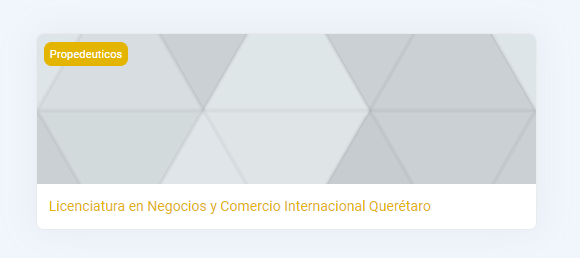 Propedeuticos
Licenciatura en Negocios y Comercio Internacional Querétaro